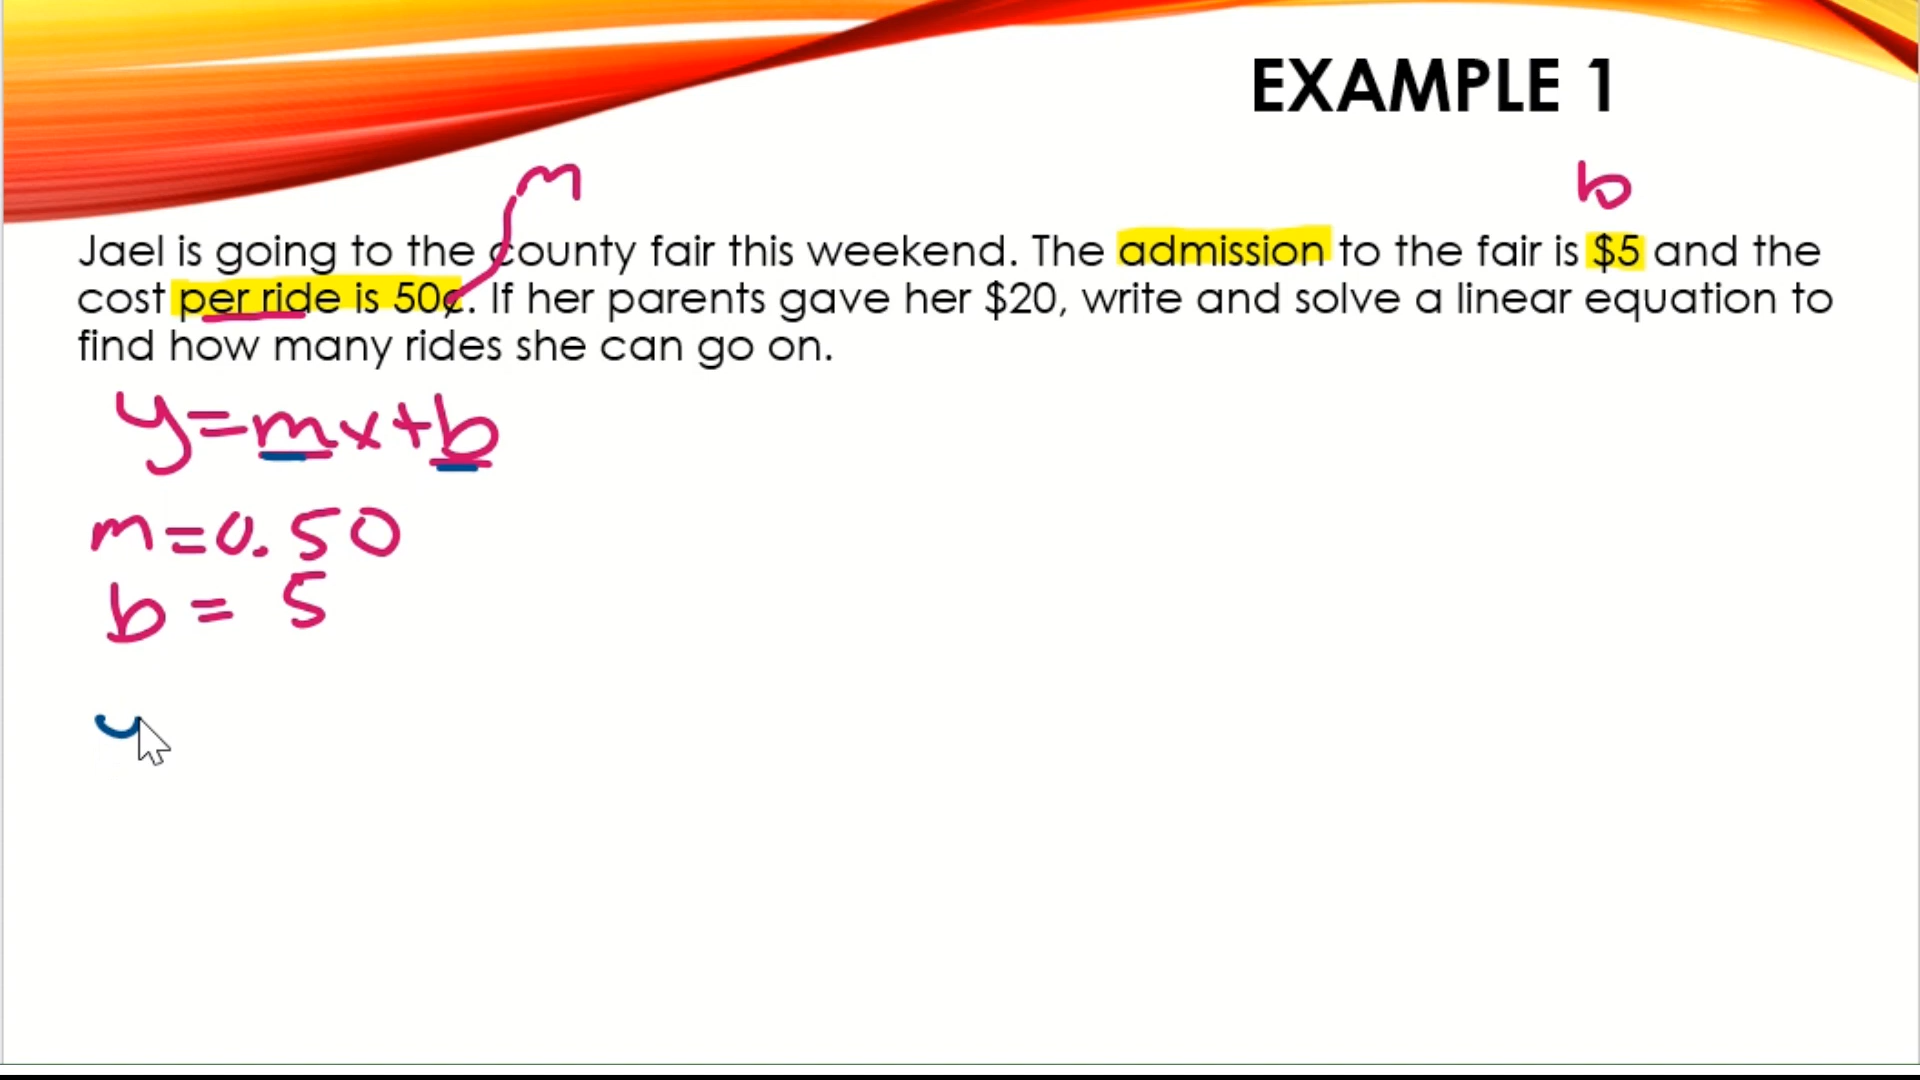 EXAMPLE 1
m
b
Jael is going to the county fair this weekend. The admission to the fair is $5 and the
cost per ride is 50¢. If her parents gave her $20, write and solve a linear equation to
find how many rides she can go on.
y=mx+b
m=0.50
b= 5